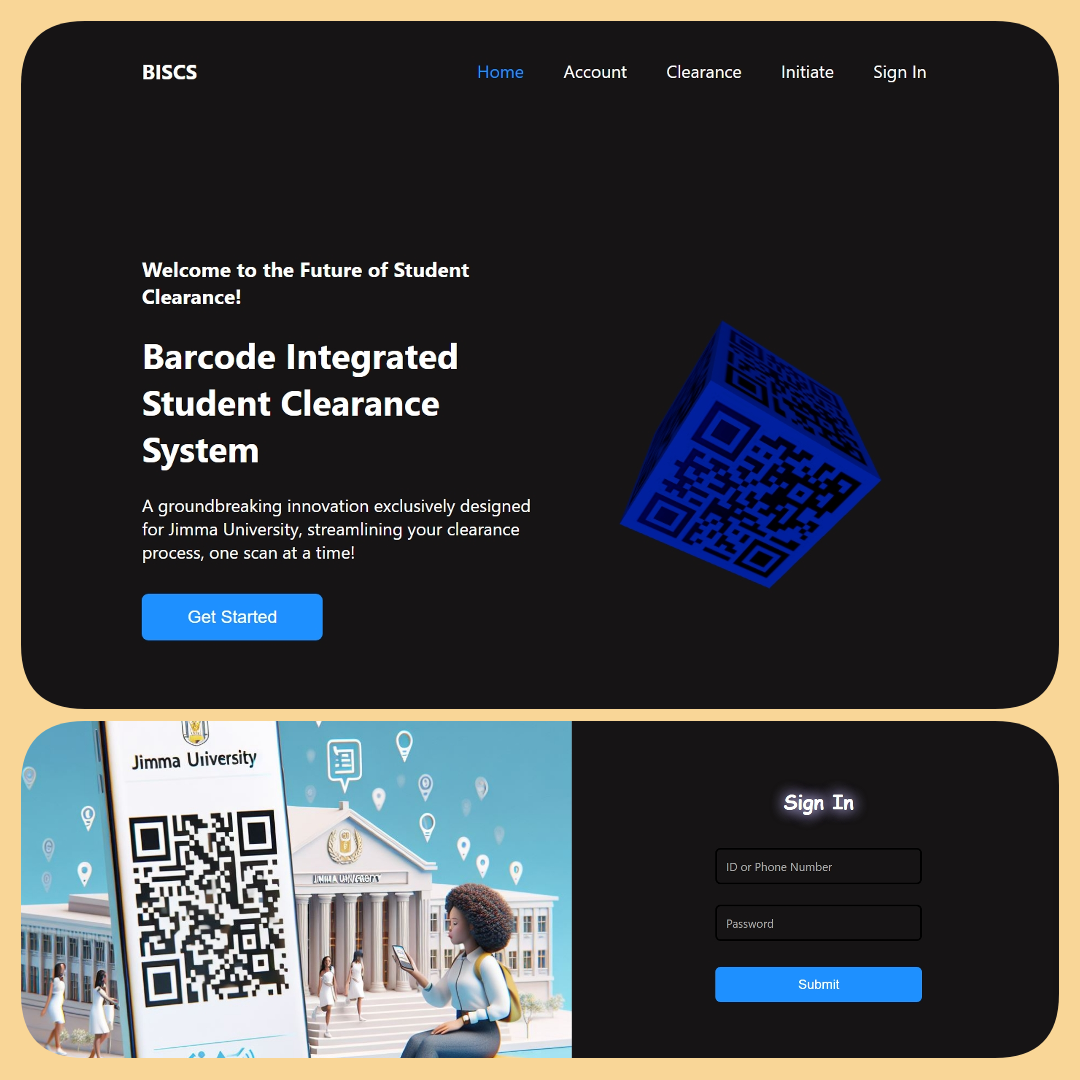 BISCS
Home Account Clearance Initiate Sign In
Welcome to the Future of Student
Clearance!
Barcode Integrated
Student Clearance
System
A groundbreaking innovation exclusively designed
for Jimma University, streamlining your clearance
process, one scan at a time!
Get Started
Jimma Uiiversity
JIMMA
Sign In
ID or Phone Number
Password
Submit